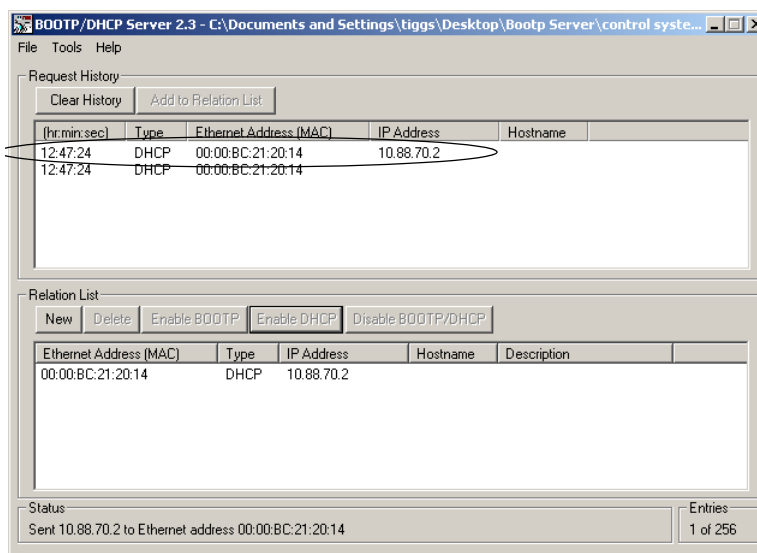 BOOTP/DHCP Server 2.3 - C:\Documents and Settings\tiggs\Desktop\Bootp Server\control syste...
File Tools Help
Request History
Clear History Add to Relation List
(hr:min:sec) Type Ethernet Address (MAC) IP Address Hostname
12:47:24 DHCP 00:00:BC:21:20:14 10.88.70.2
12:47:24 DHCP 00:00:BC:21:20:14
Relation List
New Delete Enable BOOTP Enable DHCP Disable BOOTP/DHCP
Ethernet Address (MAC) Type IP Address Hostname Description
00:00:BC:21:20:14 DHCP 10.88.70.2
Status Entries
Sent 10.88.70.2 to Ethernet address 00:00:BC:21:20:14 1 of 256